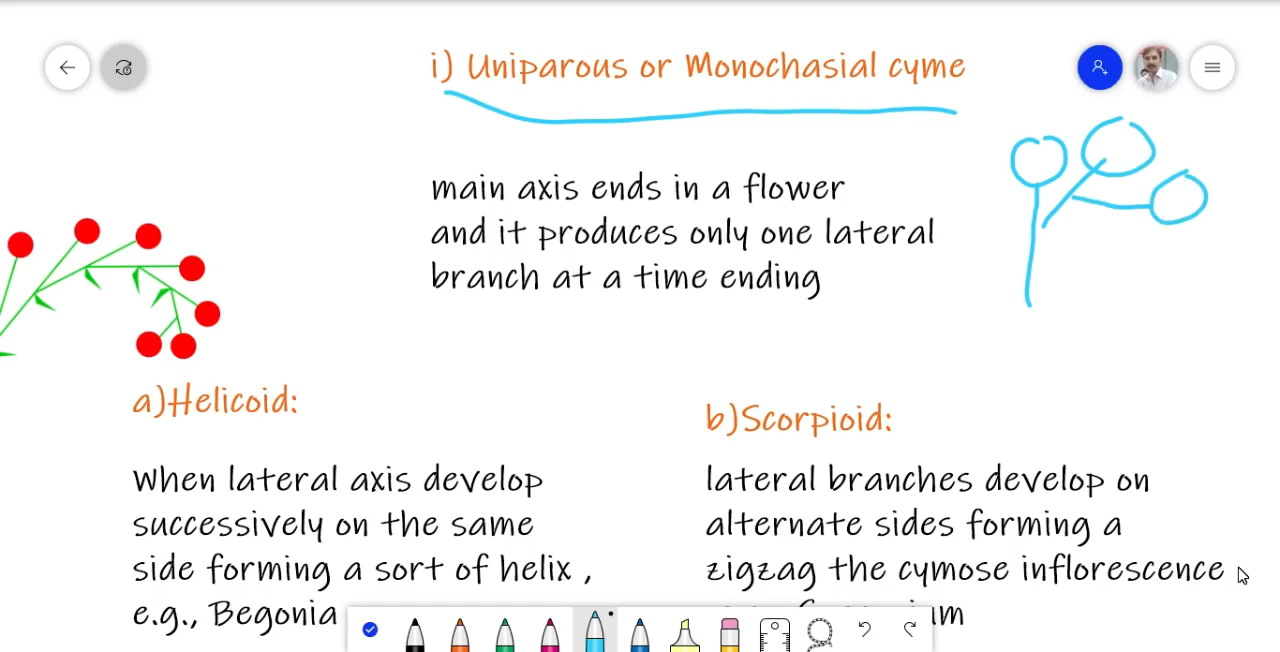 i) Uniparous or Monochasial cyme
main axis ends in a flower
and it produces only one lateral
branch at a time ending
a)Helicoid:
When lateral axis develop
successively on the same
side forming a sort of helix ,
e.g., Begonia
b)Scorpioid:
lateral branches develop on
alternate sides forming a
zigzag the cymose inflorescence